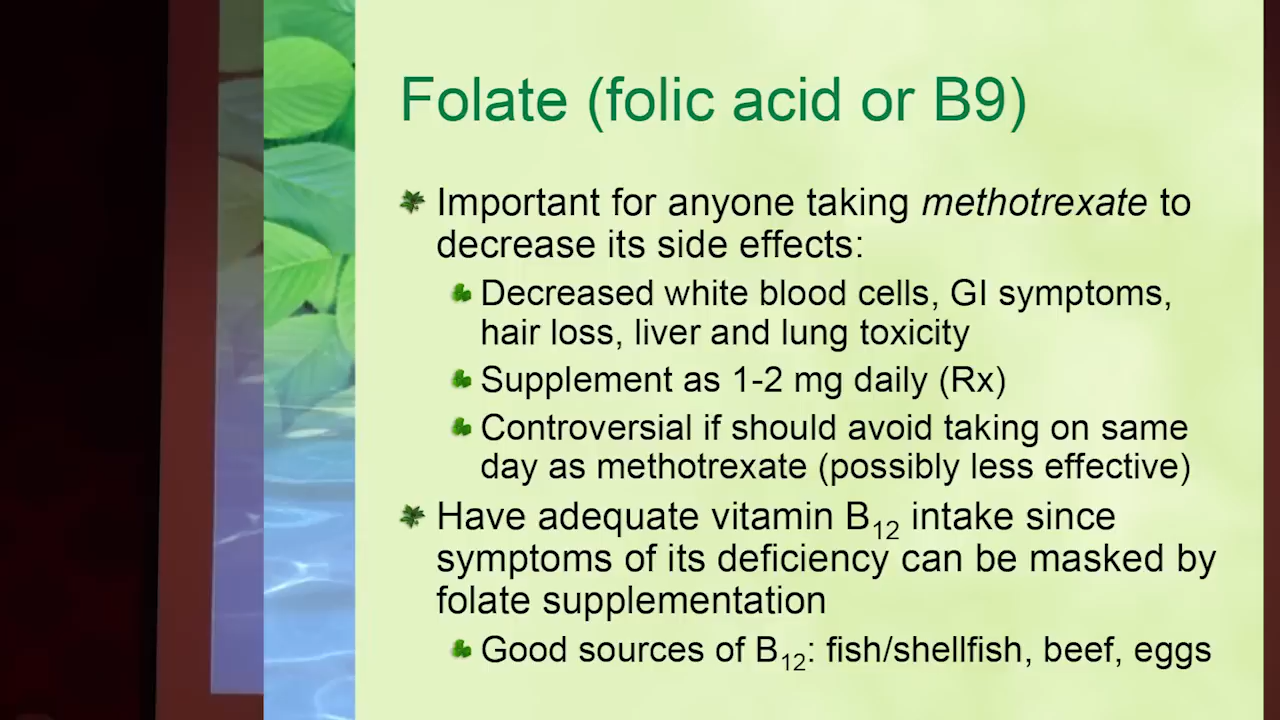 Folate (folic acid or B9)
Important for anyone taking methotrexate to
decrease its side effects:
Decreased white blood cells, GI symptoms,
hair loss, liver and lung toxicity
Supplement as 1-2 mg daily (Rx)
Controversial if should avoid taking on same
day as methotrexate (possibly less effective)
Have adequate vitamin B12 intake since
symptoms of its deficiency can be masked by
folate supplementation
Good sources of B12: fish/shellfish, beef, eggs